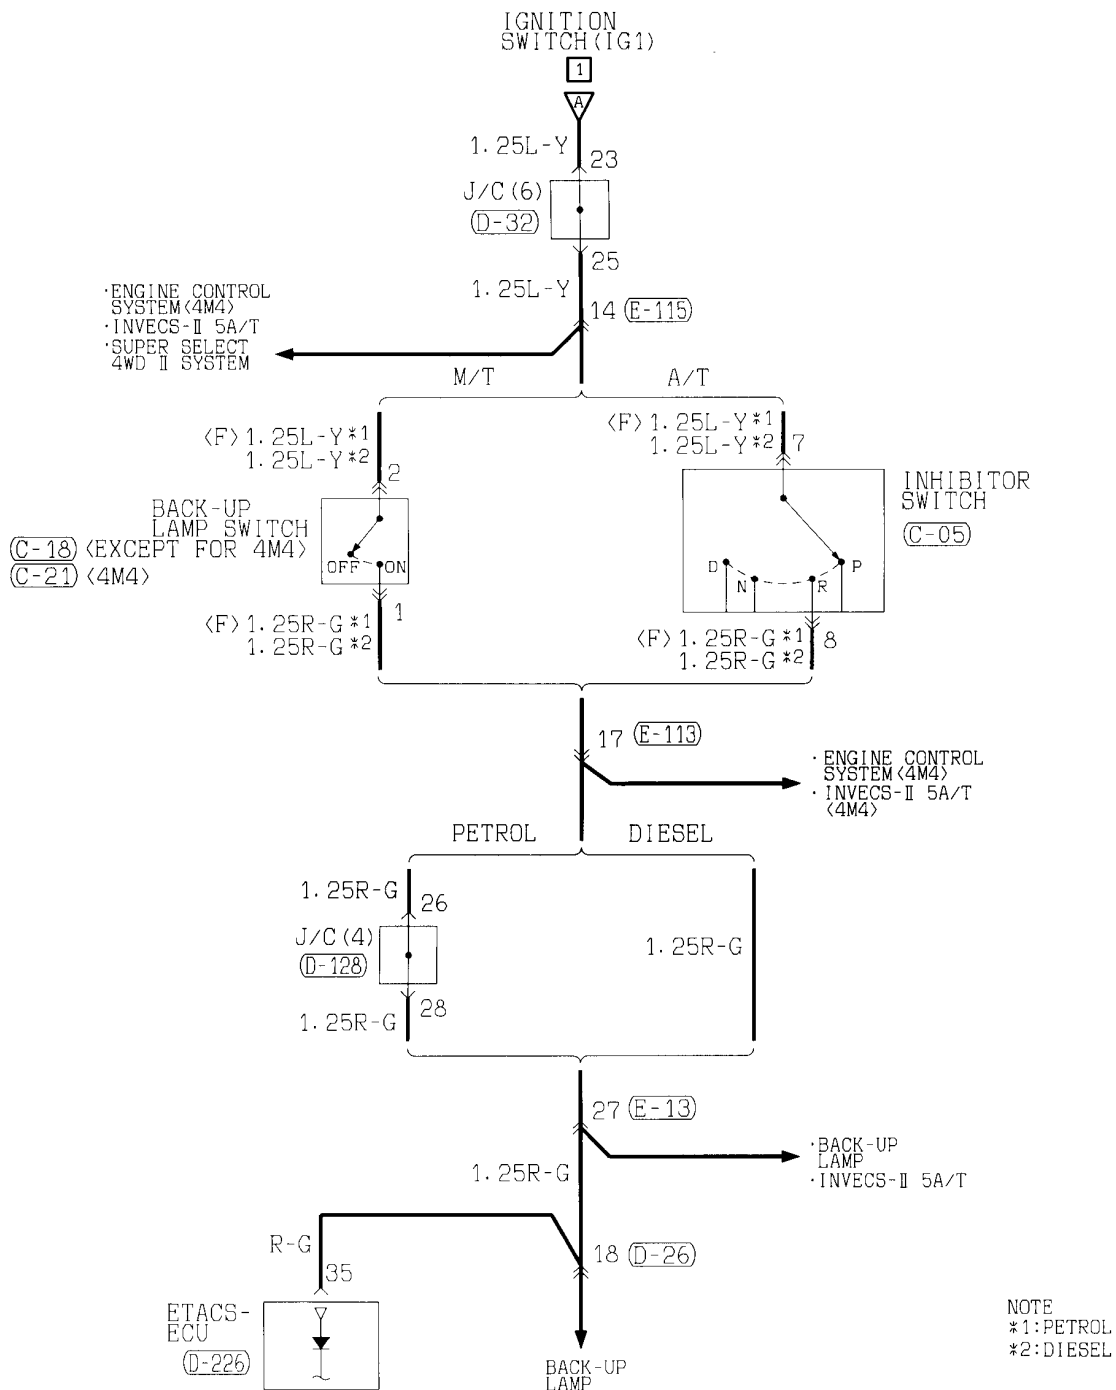 IGNITION
SWITCH(IG1)
1
A
1.25L-Y
23
J/C(6)
D-32
25
1.25L-Y
14 E-115
·ENGINE CONTROL
SYSTEM〈4M4〉
·INVECS-Ⅱ 5A/T
·SUPER SELECT
4WD Ⅱ SYSTEM
M/T
A/T
〈F〉1.25L-Y*1
1.25L-Y*2
2
〈F〉1.25L-Y*1
1.25L-Y*2
7
BACK-UP
LAMP SWITCH
C-18 〈EXCEPT FOR 4M4〉
C-21 〈4M4〉
OFF
ON
INHIBITOR
SWITCH
C-05
D
N
R
P
〈F〉1.25R-G*1
1.25R-G*2
1
〈F〉1.25R-G*1
1.25R-G*2
8
17 E-113
·ENGINE CONTROL
SYSTEM〈4M4〉
·INVECS-Ⅱ 5A/T
〈4M4〉
PETROL
DIESEL
1.25R-G
26
J/C(4)
D-128
28
1.25R-G
1.25R-G
27 E-13
·BACK-UP
LAMP
·INVECS-Ⅱ 5A/T
1.25R-G
R-G
35
18 D-26
ETACS-
ECU
D-226
BACK-UP
LAMP
NOTE
*1:PETROL
*2:DIESEL